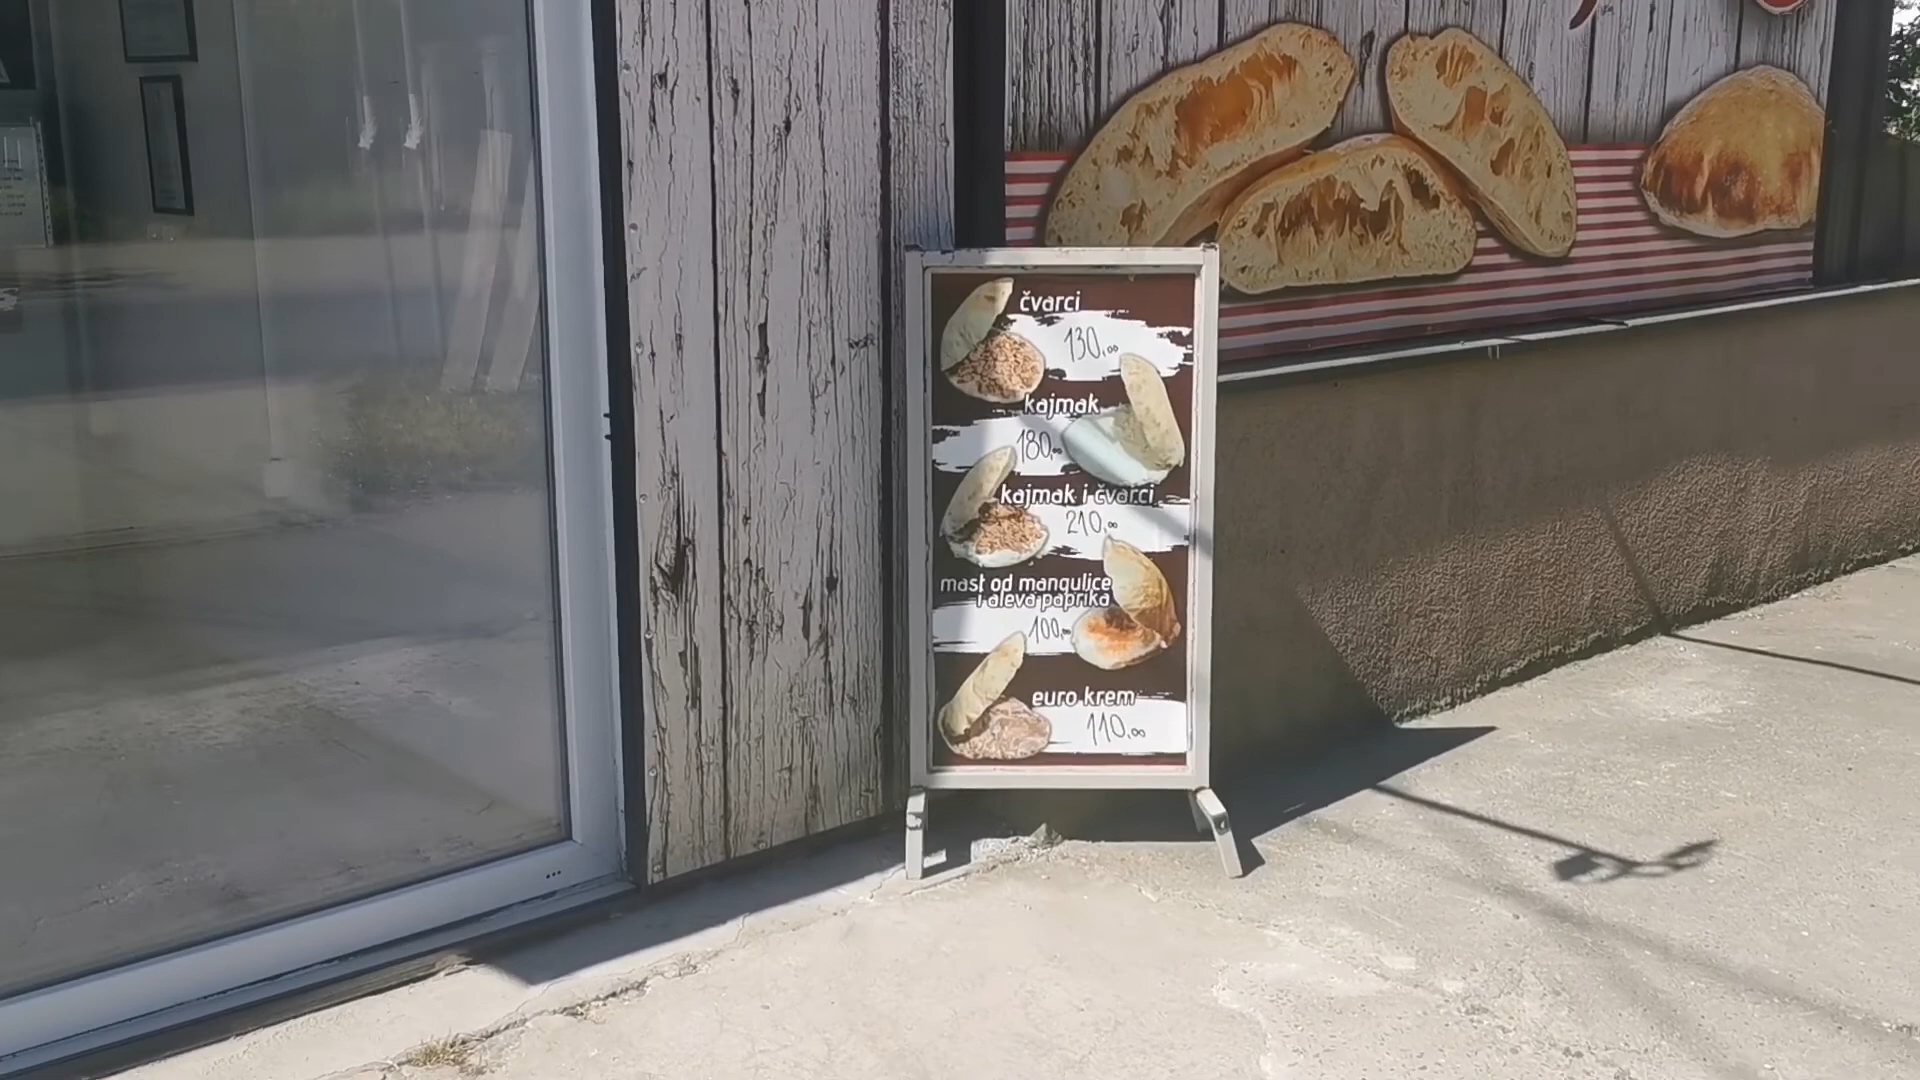 čvarci
130,00
kajmak
180,00
kajmak i čvarci
210,00
mast od mangulice
i aleva paprika
100,00
euro krem
110,00